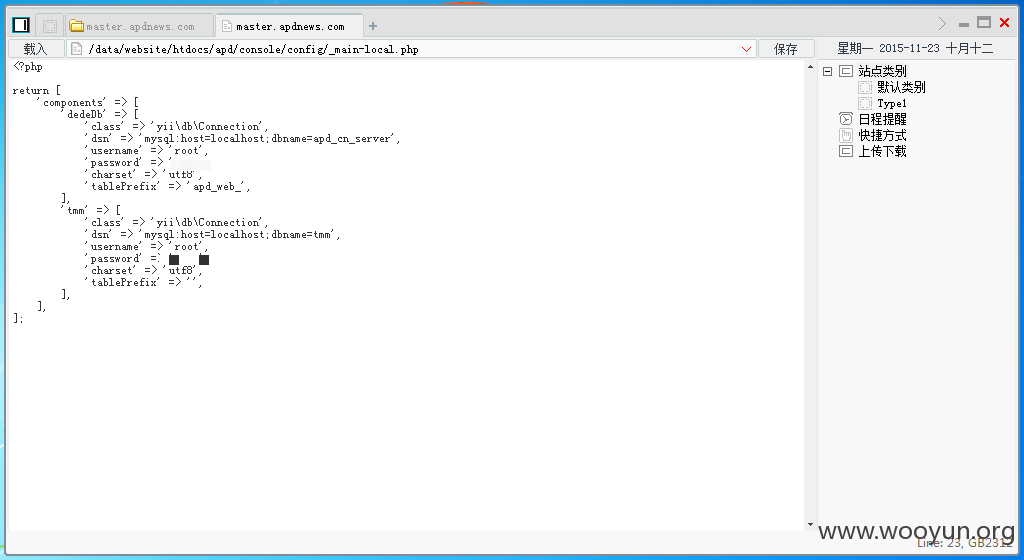 master.apdnews.com
master.apdnews.com
载入
/data/website/htdocs/apd/console/config/_main-local.php
保存
星期一 2015-11-23 十月十二
<?php
return [
'components' => [
'dedeDb' => [
'class' => 'yii\db\Connection',
'dsn' => 'mysql:host=localhost;dbname=apd_cn_server',
'username' => 'root',
'password' => '
'charset' => 'utf8',
'tablePrefix' => 'apd_web_',
],
'tmm' => [
'class' => 'yii\db\Connection',
'dsn' => 'mysql:host=localhost;dbname=tmm',
'username' => 'root',
'password' =>
'charset' => 'utf8',
'tablePrefix' => '',
],
],
];
站点类别
默认类别
Type1
日程提醒
快捷方式
上传下载
www.wooyun.org
Line: 23, GB2312